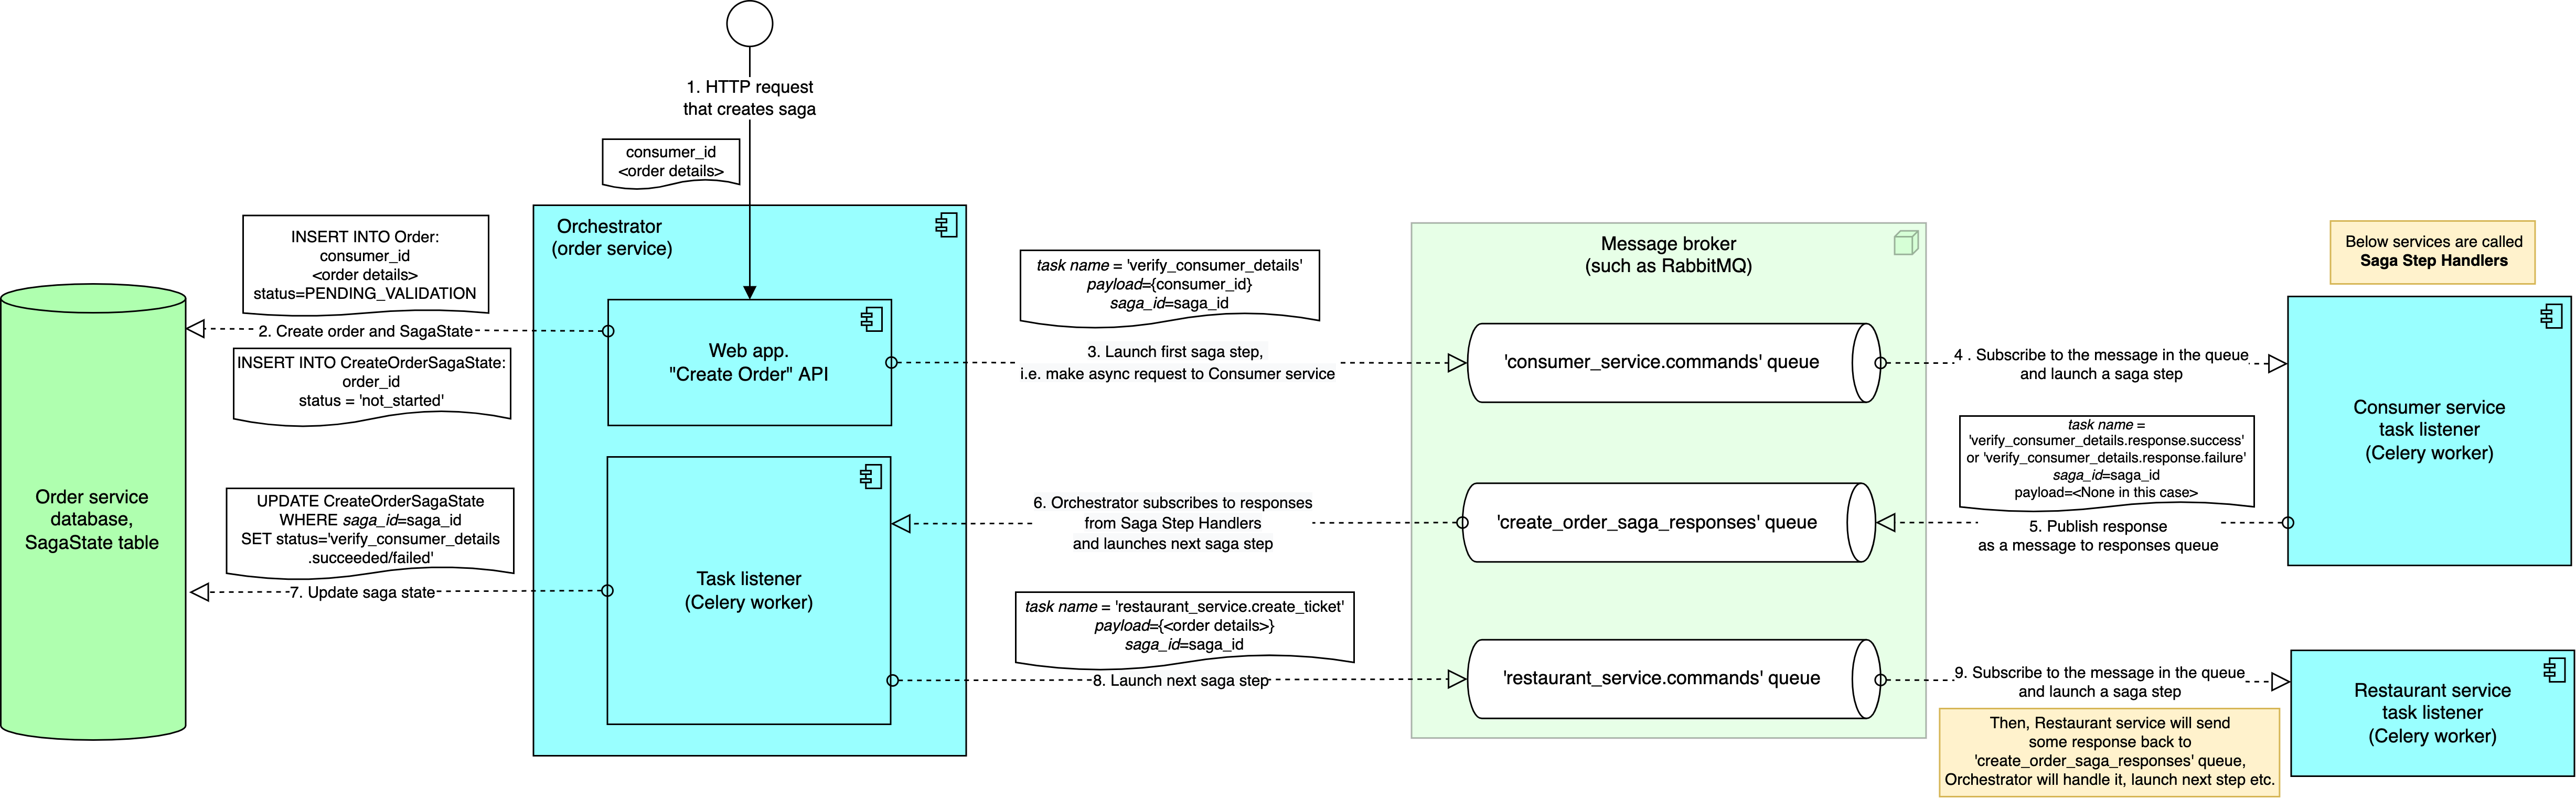 1. HTTP request
that creates saga
consumer_id
<order details>
Orchestrator
(order service)
INSERT INTO Order:
consumer_id
<order details>
status=PENDING_VALIDATION
2. Create order and SagaState
INSERT INTO CreateOrderSagaState:
order_id
status = 'not_started'
Web app.
"Create Order" API
task name = 'verify_consumer_details'
payload={consumer_id}
saga_id=saga_id
3. Launch first saga step,
i.e. make async request to Consumer service
Message broker
(such as RabbitMQ)
'consumer_service.commands' queue
4 . Subscribe to the message in the queue
and launch a saga step
Below services are called
Saga Step Handlers
Consumer service
task listener
(Celery worker)
task name =
'verify_consumer_details.response.success'
or 'verify_consumer_details.response.failure'
saga_id=saga_id
payload=<None in this case>
5. Publish response
as a message to responses queue
'create_order_saga_responses' queue
6. Orchestrator subscribes to responses
from Saga Step Handlers
and launches next saga step
Order service
database,
SagaState table
UPDATE CreateOrderSagaState
WHERE saga_id=saga_id
SET status='verify_consumer_details
.succeeded/failed'
7. Update saga state
Task listener
(Celery worker)
task name = 'restaurant_service.create_ticket'
payload={<order details>}
saga_id=saga_id
8. Launch next saga step
'restaurant_service.commands' queue
9. Subscribe to the message in the queue
and launch a saga step
Restaurant service
task listener
(Celery worker)
Then, Restaurant service will send
some response back to
'create_order_saga_responses' queue,
Orchestrator will handle it, launch next step etc.